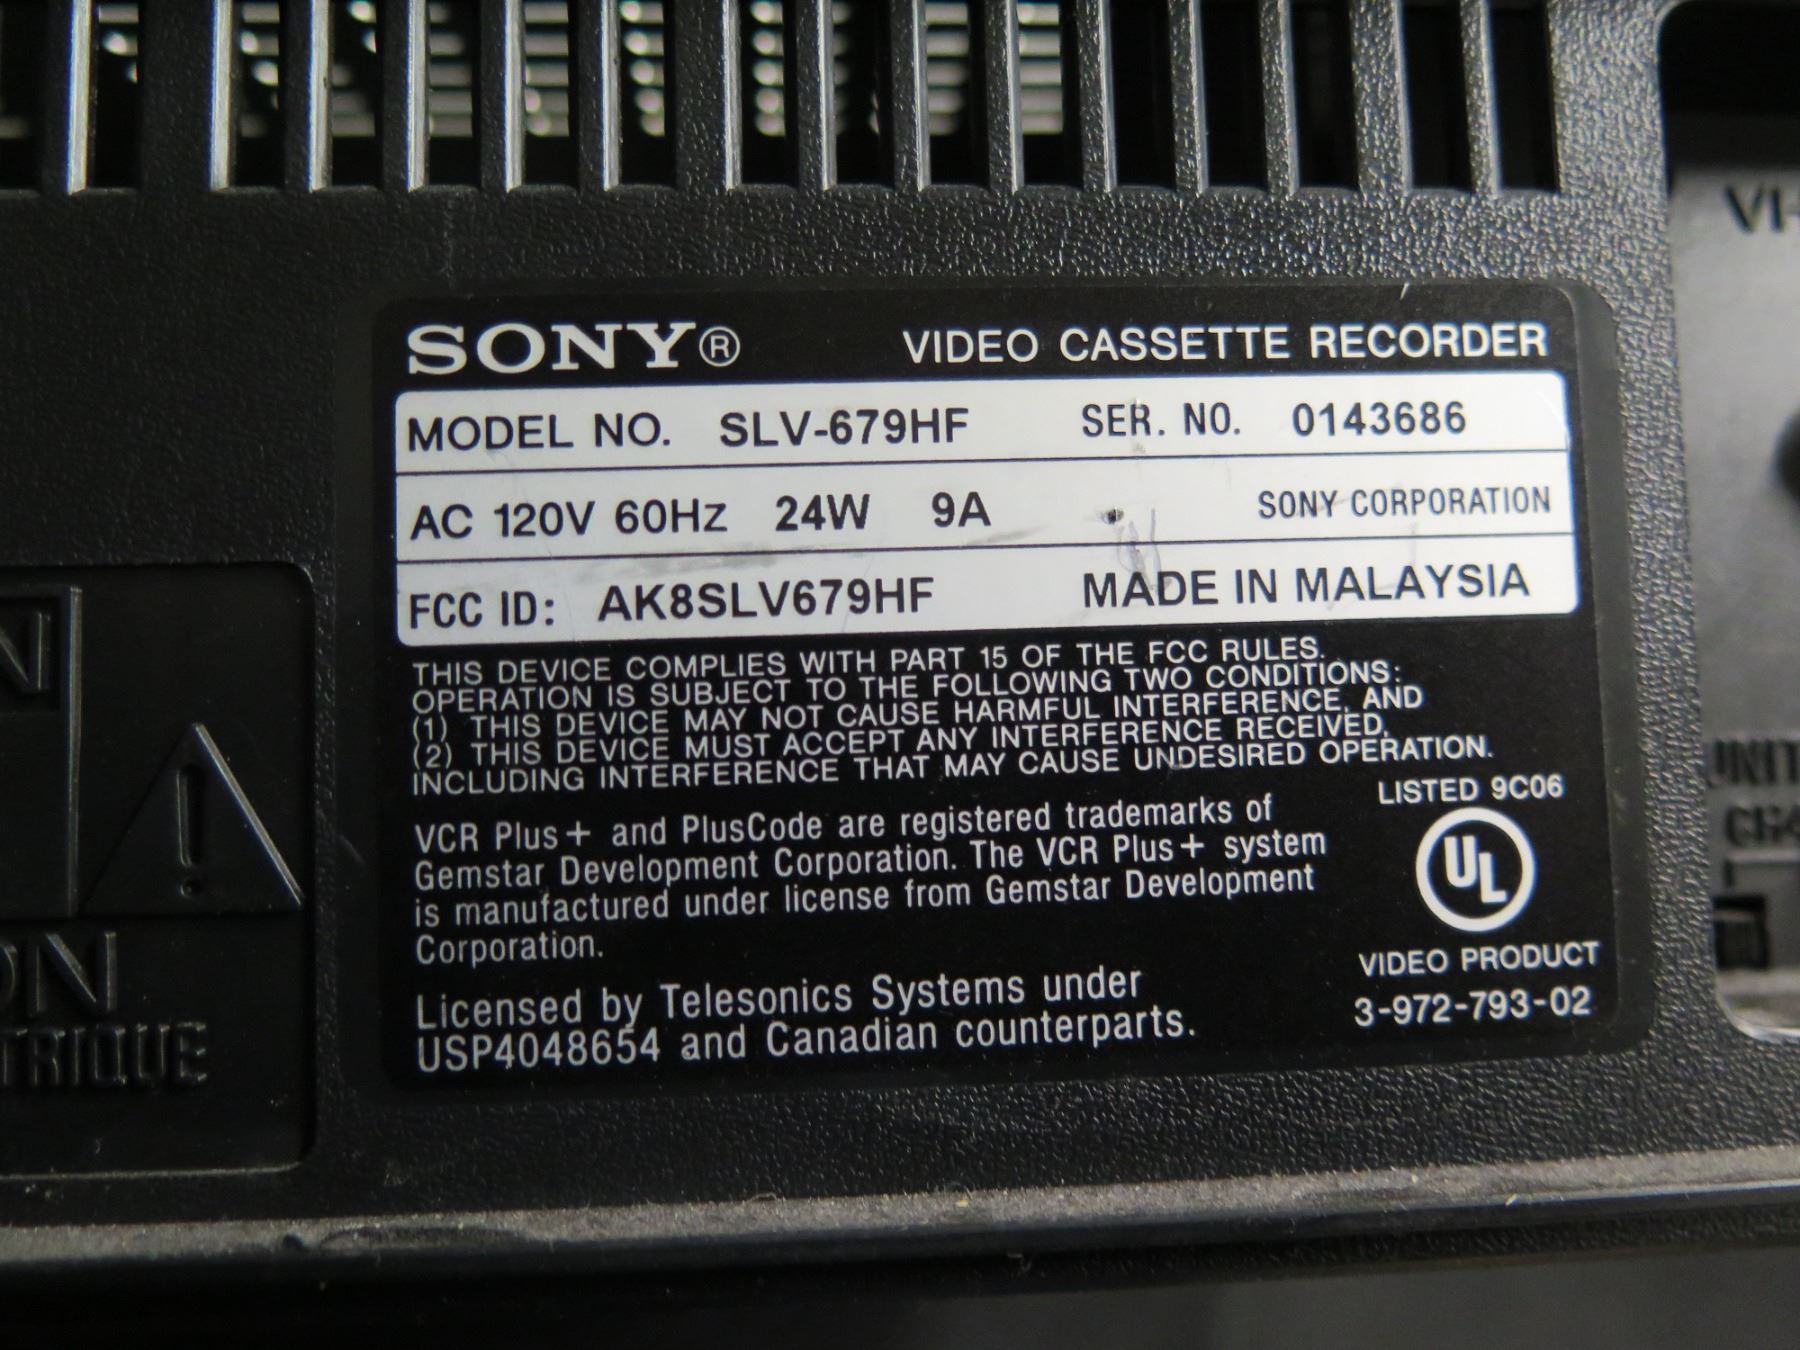 SONY®
VIDEO CASSETTE RECORDER
MODEL NO. SLV-679HF SER. NO. 0143686
AC 120V 60Hz 24W 9A SONY CORPORATION
FCC ID: AK8SLV679HF MADE IN MALAYSIA
THIS DEVICE COMPLIES WITH PART 15 OF THE FCC RULES.
OPERATION IS SUBJECT TO THE FOLLOWING TWO CONDITIONS:
(1) THIS DEVICE MAY NOT CAUSE HARMFUL INTERFERENCE, AND
(2) THIS DEVICE MUST ACCEPT ANY INTERFERENCE RECEIVED,
INCLUDING INTERFERENCE THAT MAY CAUSE UNDESIRED OPERATION.
VCR Plus+ and PlusCode are registered trademarks of
Gemstar Development Corporation. The VCR Plus+ system
is manufactured under license from Gemstar Development
Corporation.
Licensed by Telesonics Systems under
USP4048654 and Canadian counterparts.
LISTED 9C06
UL
VIDEO PRODUCT
3-972-793-02